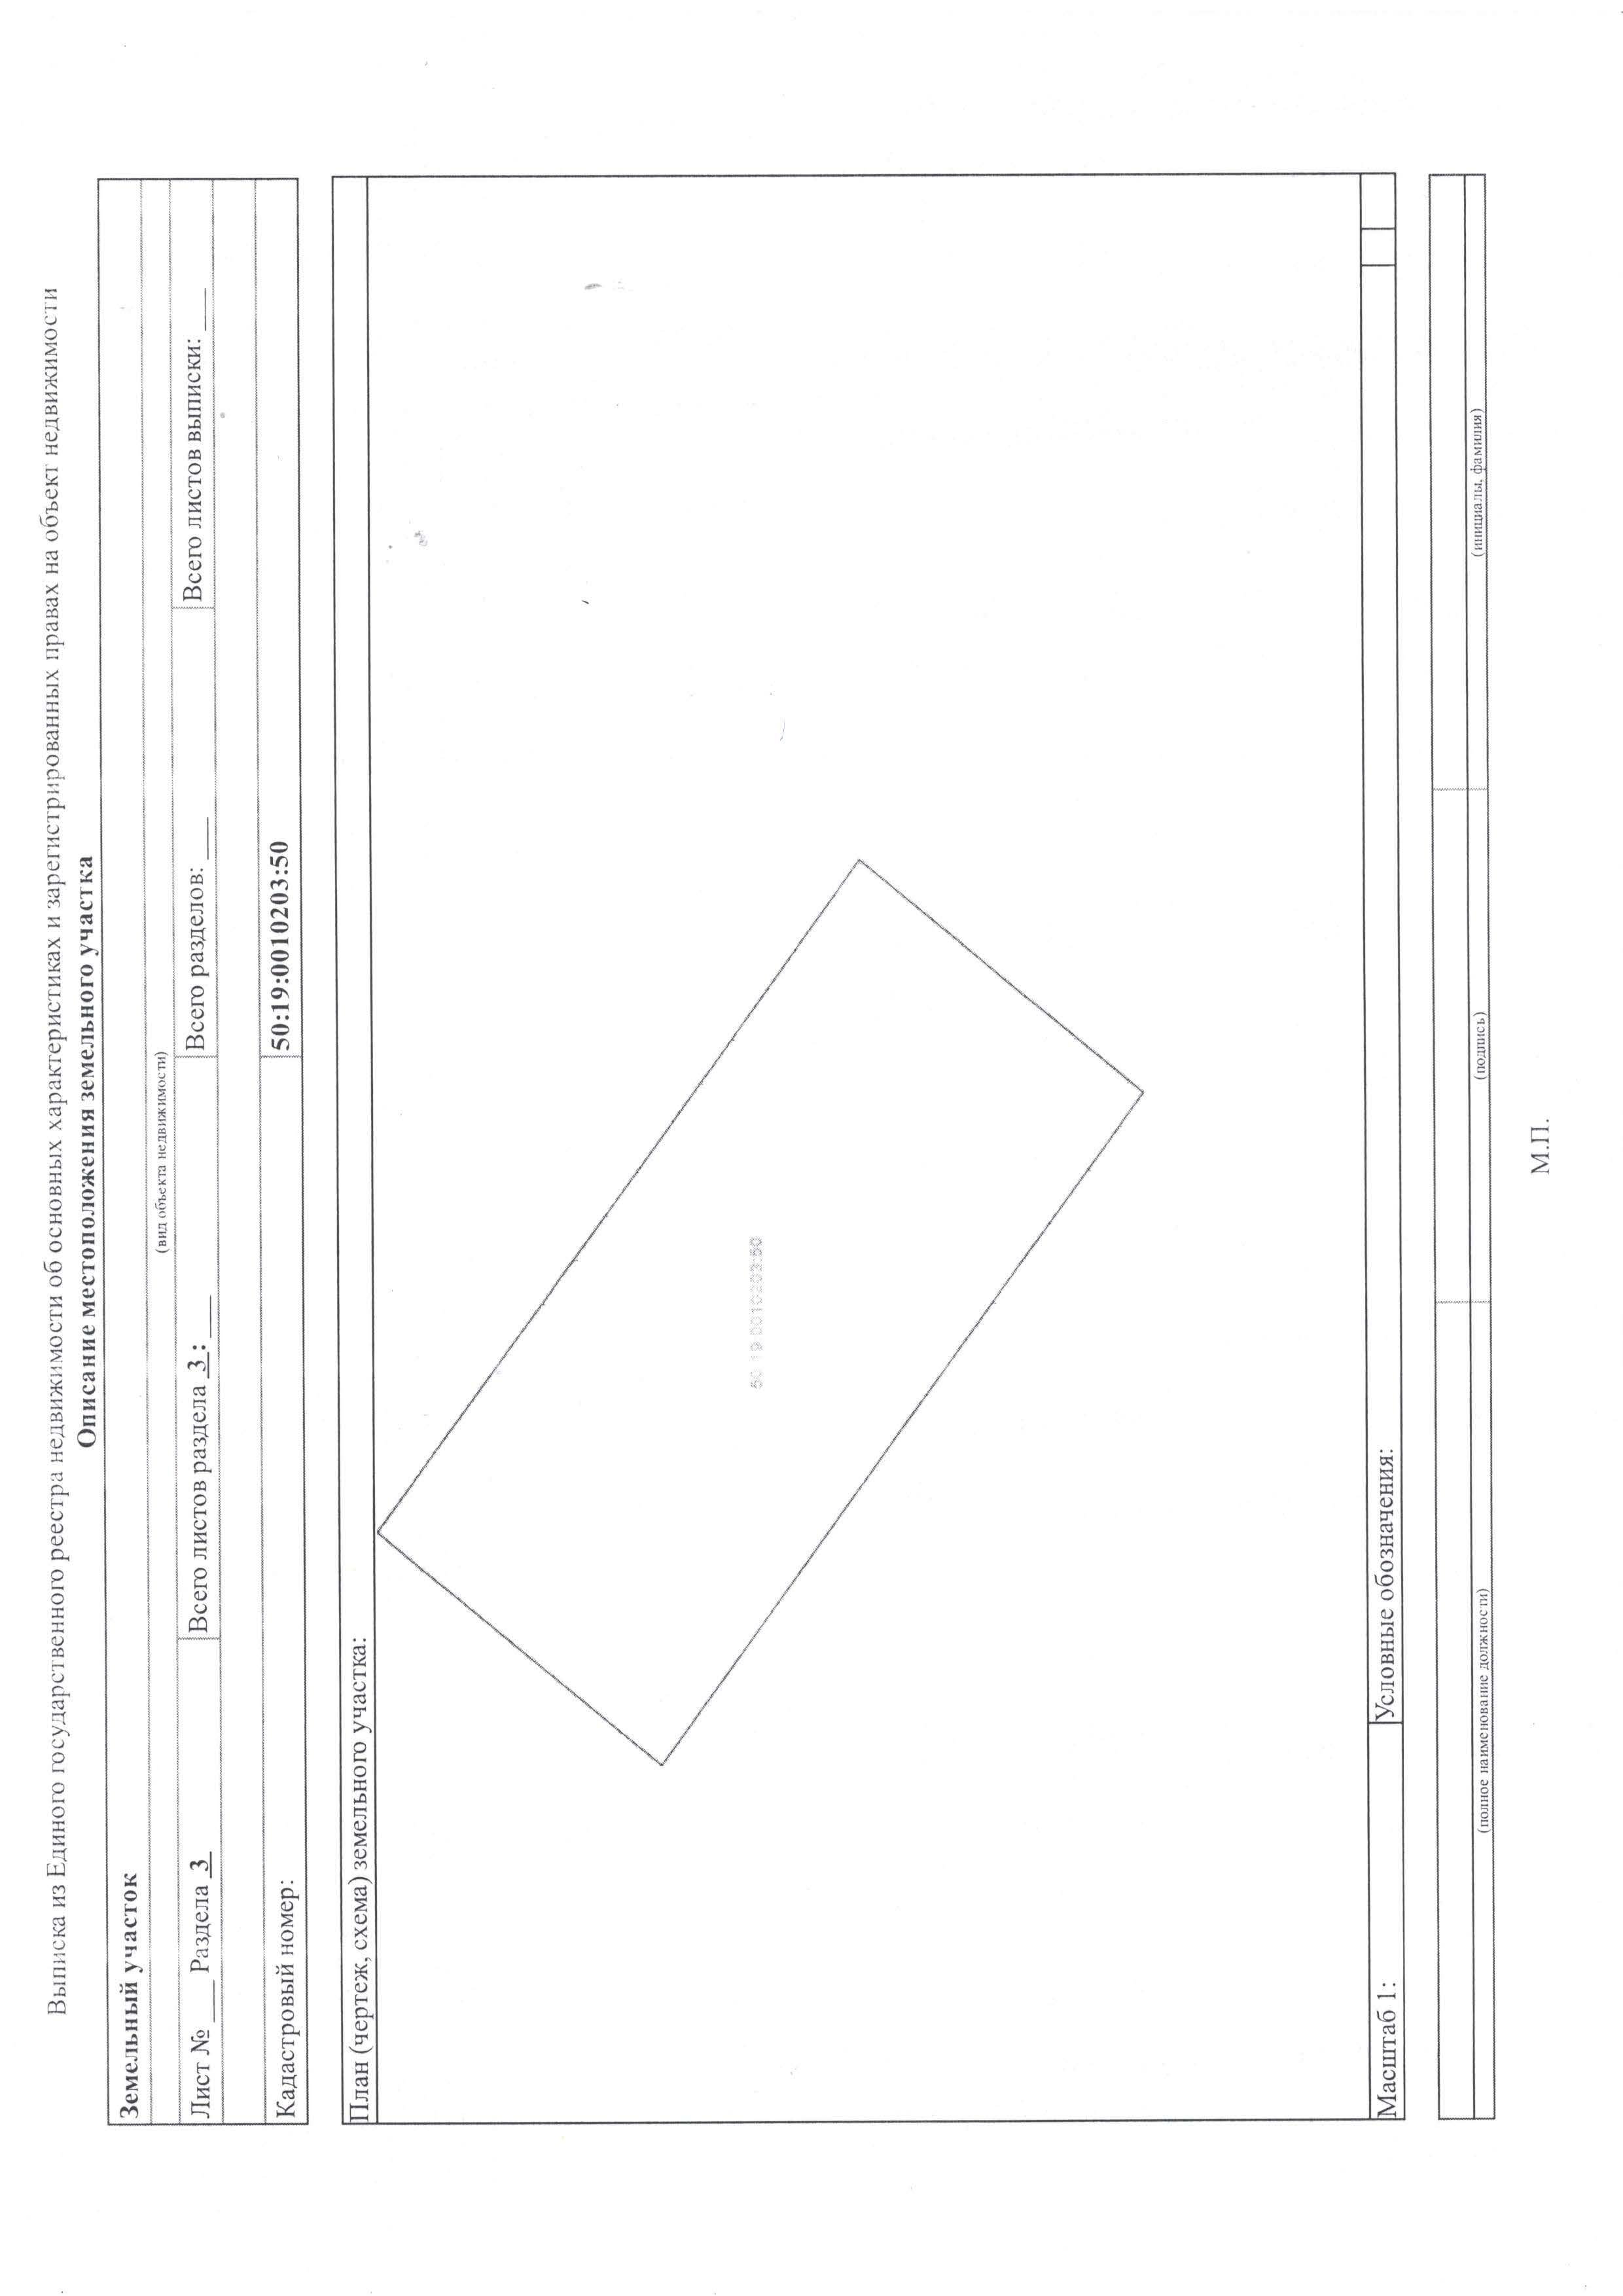 Выписка из Единого государственного реестра недвижимости об основных характеристиках и зарегистрированных правах на объект недвижимости
Описание местоположения земельного участка
Земельный участок
(вид объекта недвижимости)
Лист № ___ Раздела 3 Всего листов раздела 3 : ___ Всего разделов: ___ Всего листов выписки: ___
Кадастровый номер: 50:19:0010203:50
План (чертеж, схема) земельного участка:
50:19:0010203:50
Масштаб 1: Условные обозначения:
(полное наименование должности) (подпись) (инициалы, фамилия)
М.П.